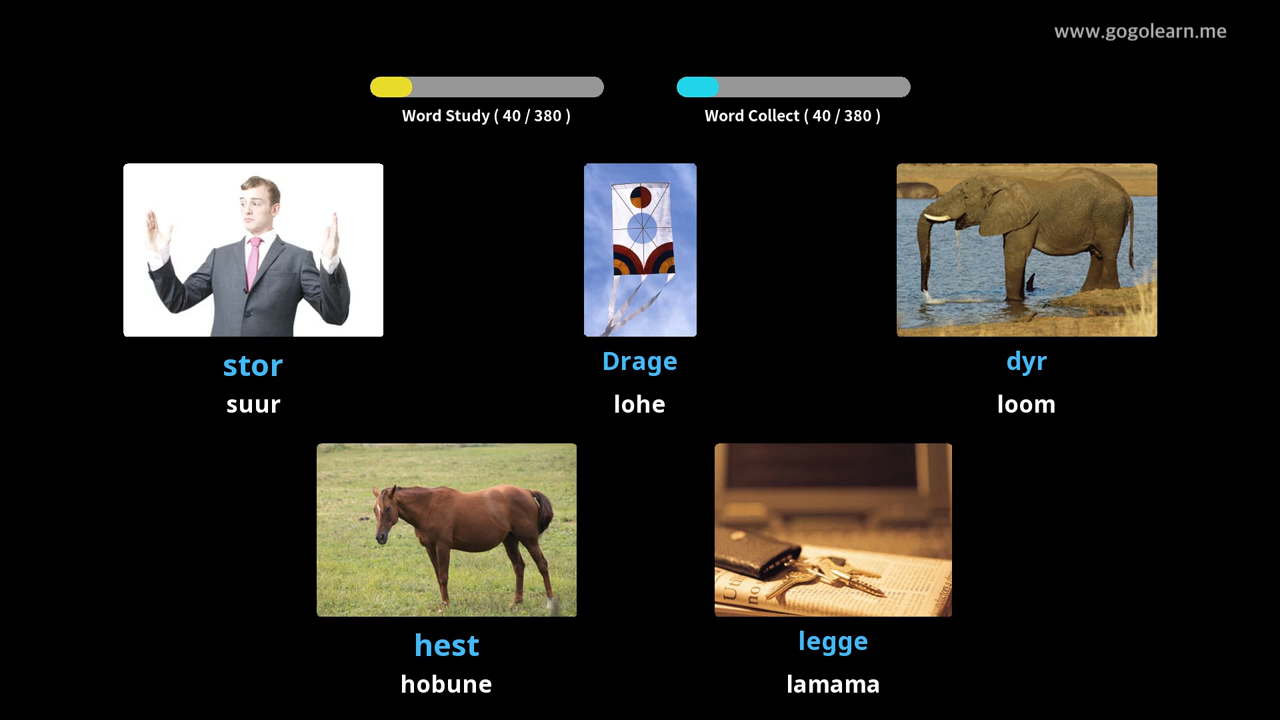 www.gogolearn.me
Word Study ( 40 / 380 )
Word Collect ( 40 / 380 )
stor
suur
Drage
lohe
dyr
loom
hest
hobune
legge
lamama